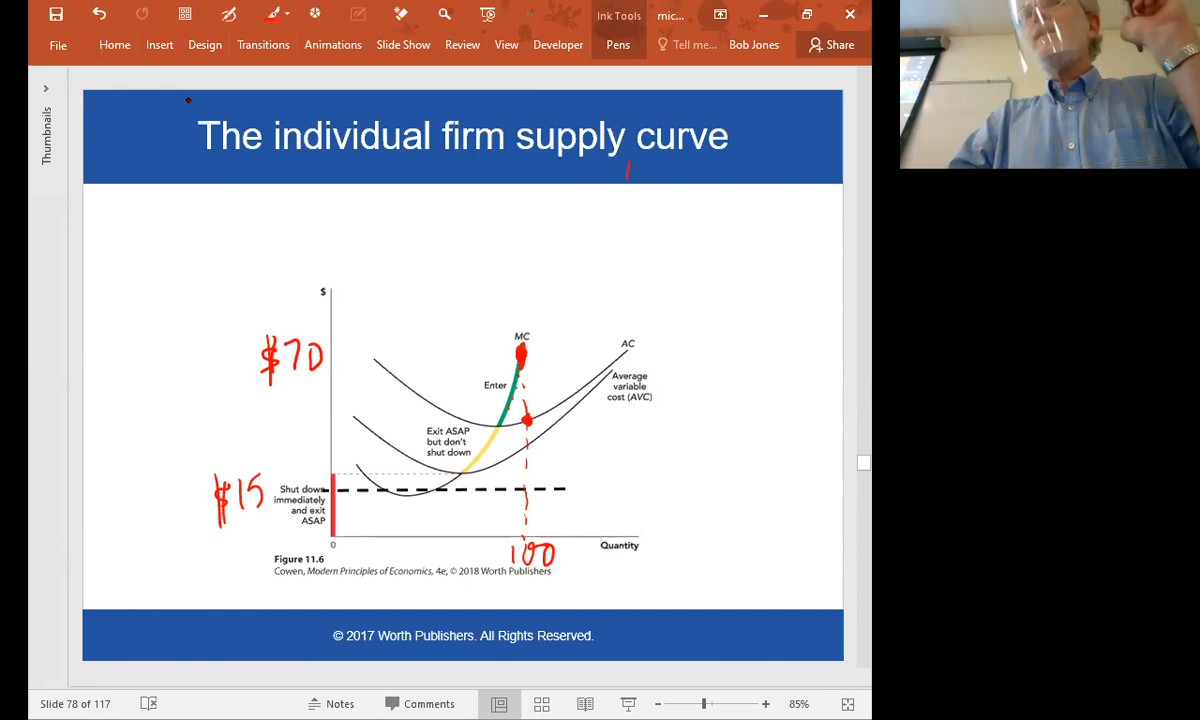 Ink Tools
mic...
File
Home
Insert
Design
Transitions
Animations
Slide Show
Review
View
Developer
Pens
Tell me...
Bob Jones
Share
Thumbnails
The individual firm supply curve
$
$70
MC
AC
Enter
Average
variable
cost (AVC)
Exit ASAP
but don't
shut down
$15
Shut down
immediately
and exit
ASAP
0
100
Quantity
Figure 11.6
Cowen, Modern Principles of Economics, 4e, © 2018 Worth Publishers
© 2017 Worth Publishers. All Rights Reserved.
Slide 78 of 117
Notes
Comments
85%